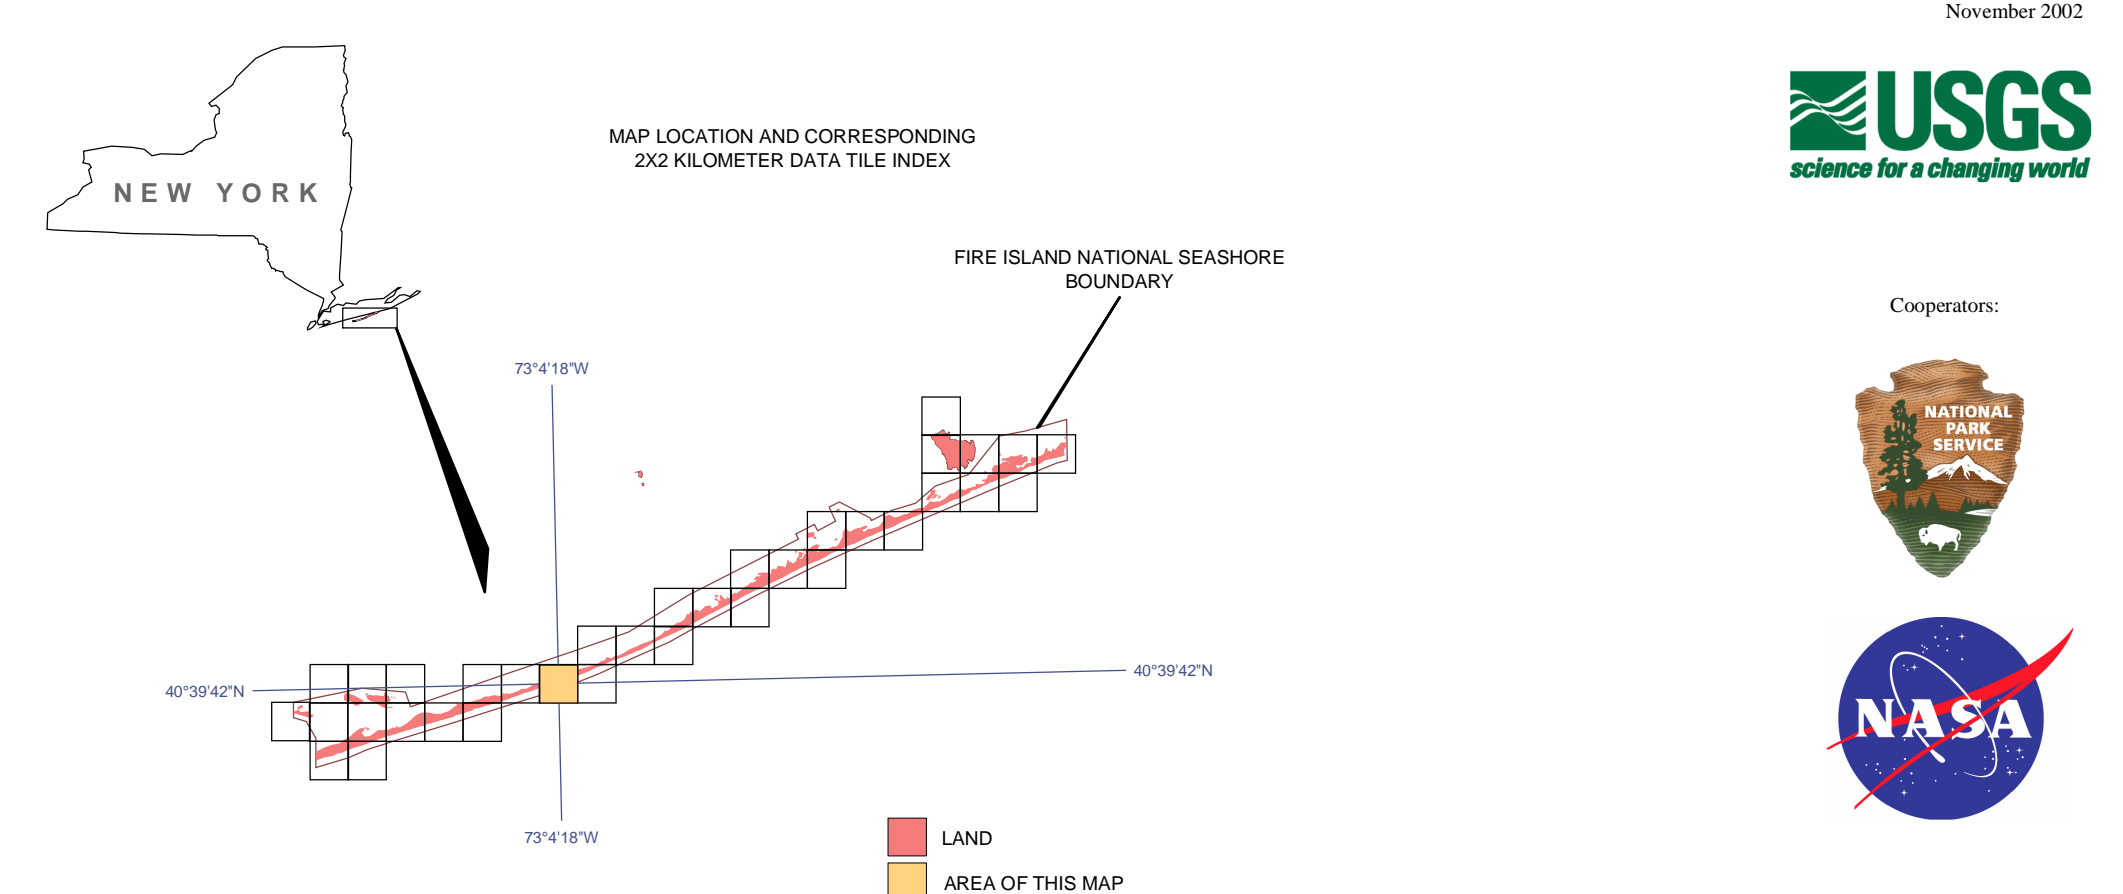 November 2002
USGS
science for a changing world
MAP LOCATION AND CORRESPONDING
2X2 KILOMETER DATA TILE INDEX
NEW YORK
FIRE ISLAND NATIONAL SEASHORE
BOUNDARY
Cooperators:
73°4'18"W
NATIONAL
PARK
SERVICE
40°39'42"N
40°39'42"N
NASA
73°4'18"W
LAND
AREA OF THIS MAP